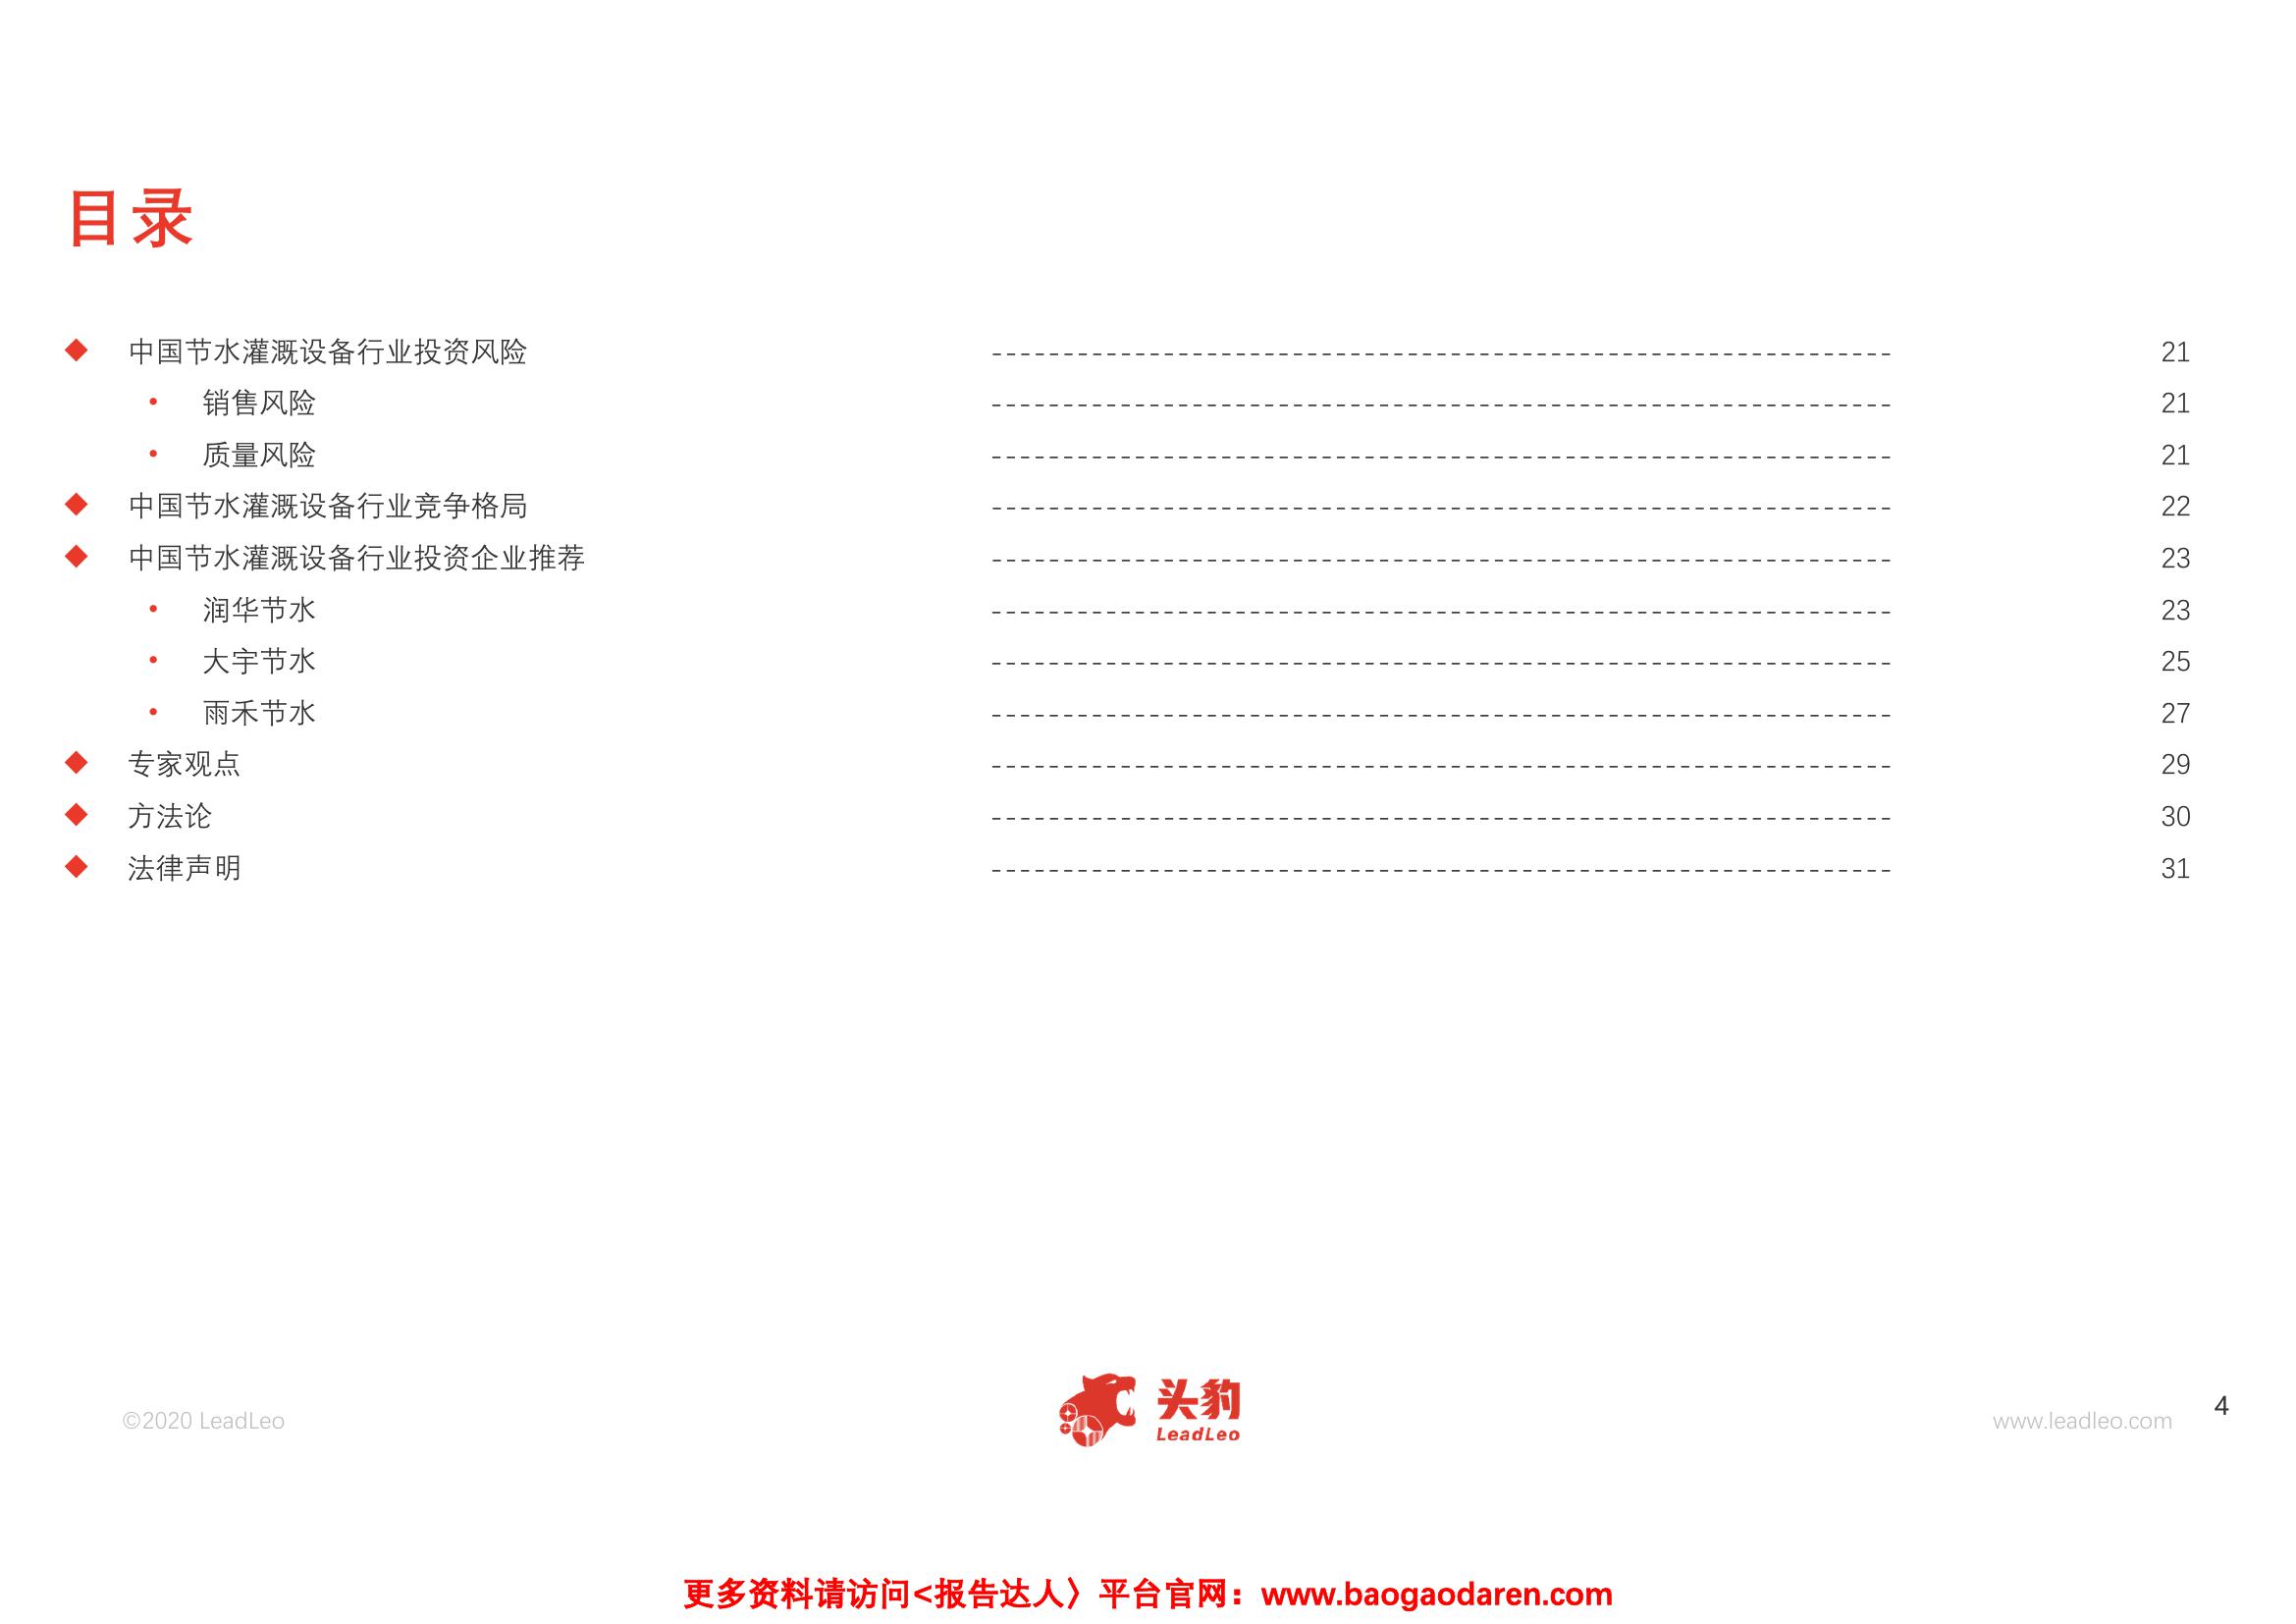 目录
◆ 中国节水灌溉设备行业投资风险 --------------------------------------------------------------- 21
• 销售风险 --------------------------------------------------------------- 21
• 质量风险 --------------------------------------------------------------- 21
◆ 中国节水灌溉设备行业竞争格局 --------------------------------------------------------------- 22
◆ 中国节水灌溉设备行业投资企业推荐 --------------------------------------------------------------- 23
• 润华节水 --------------------------------------------------------------- 23
• 大宇节水 --------------------------------------------------------------- 25
• 雨禾节水 --------------------------------------------------------------- 27
◆ 专家观点 --------------------------------------------------------------- 29
◆ 方法论 --------------------------------------------------------------- 30
◆ 法律声明 --------------------------------------------------------------- 31
©2020 LeadLeo
头豹
LeadLeo
www.leadleo.com
4
更多资料请访问<报告达人〉平台官网：www.baogaodaren.com